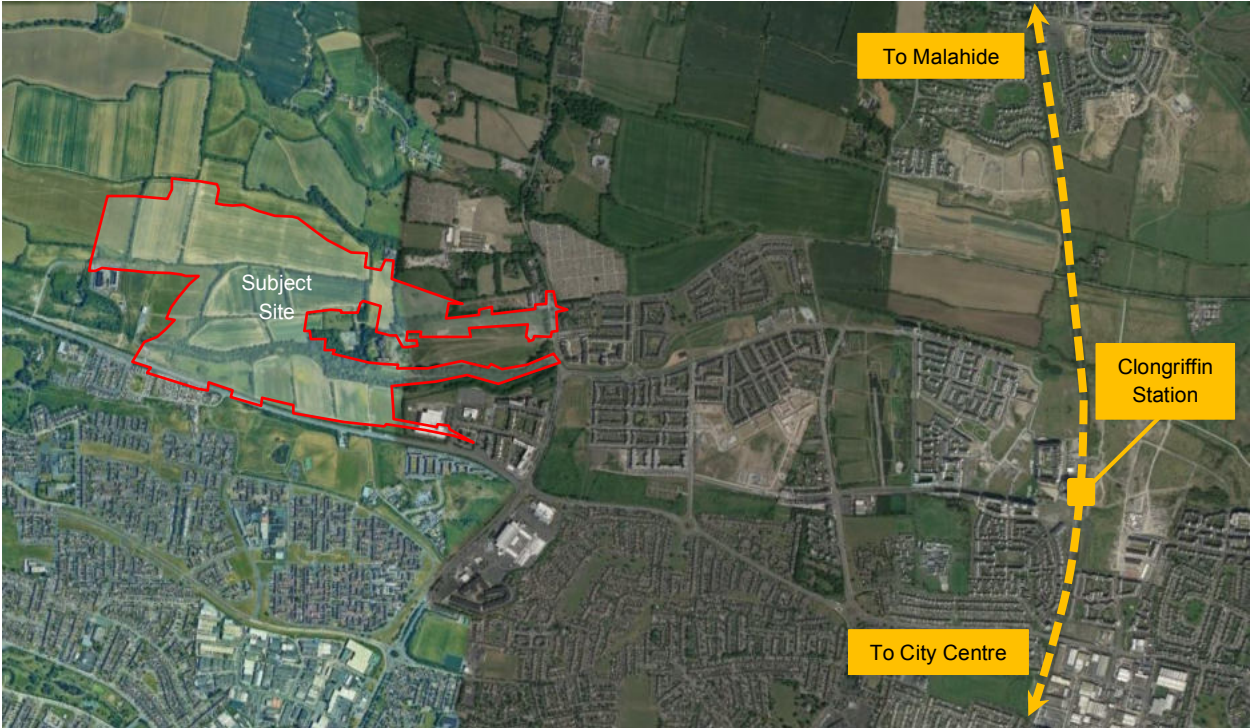 To Malahide
Subject
Site
Clongriffin
Station
To City Centre